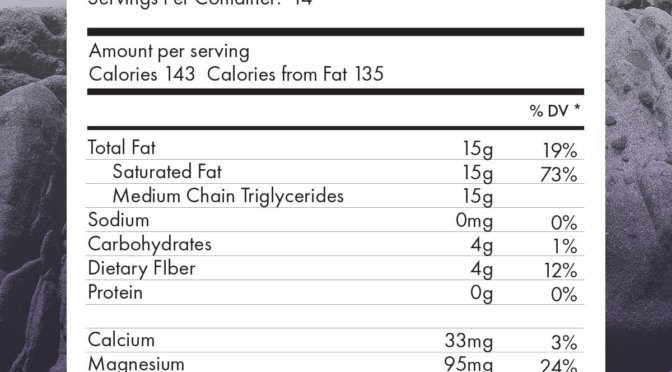 Servings Per Container: 14
Amount per serving
Calories 143 Calories from Fat 135
% DV *
Total Fat 15g 19%
Saturated Fat 15g 73%
Medium Chain Triglycerides 15g
Sodium 0mg 0%
Carbohydrates 4g 1%
Dietary FIber 4g 12%
Protein 0g 0%
Calcium 33mg 3%
Magnesium 95mg 24%